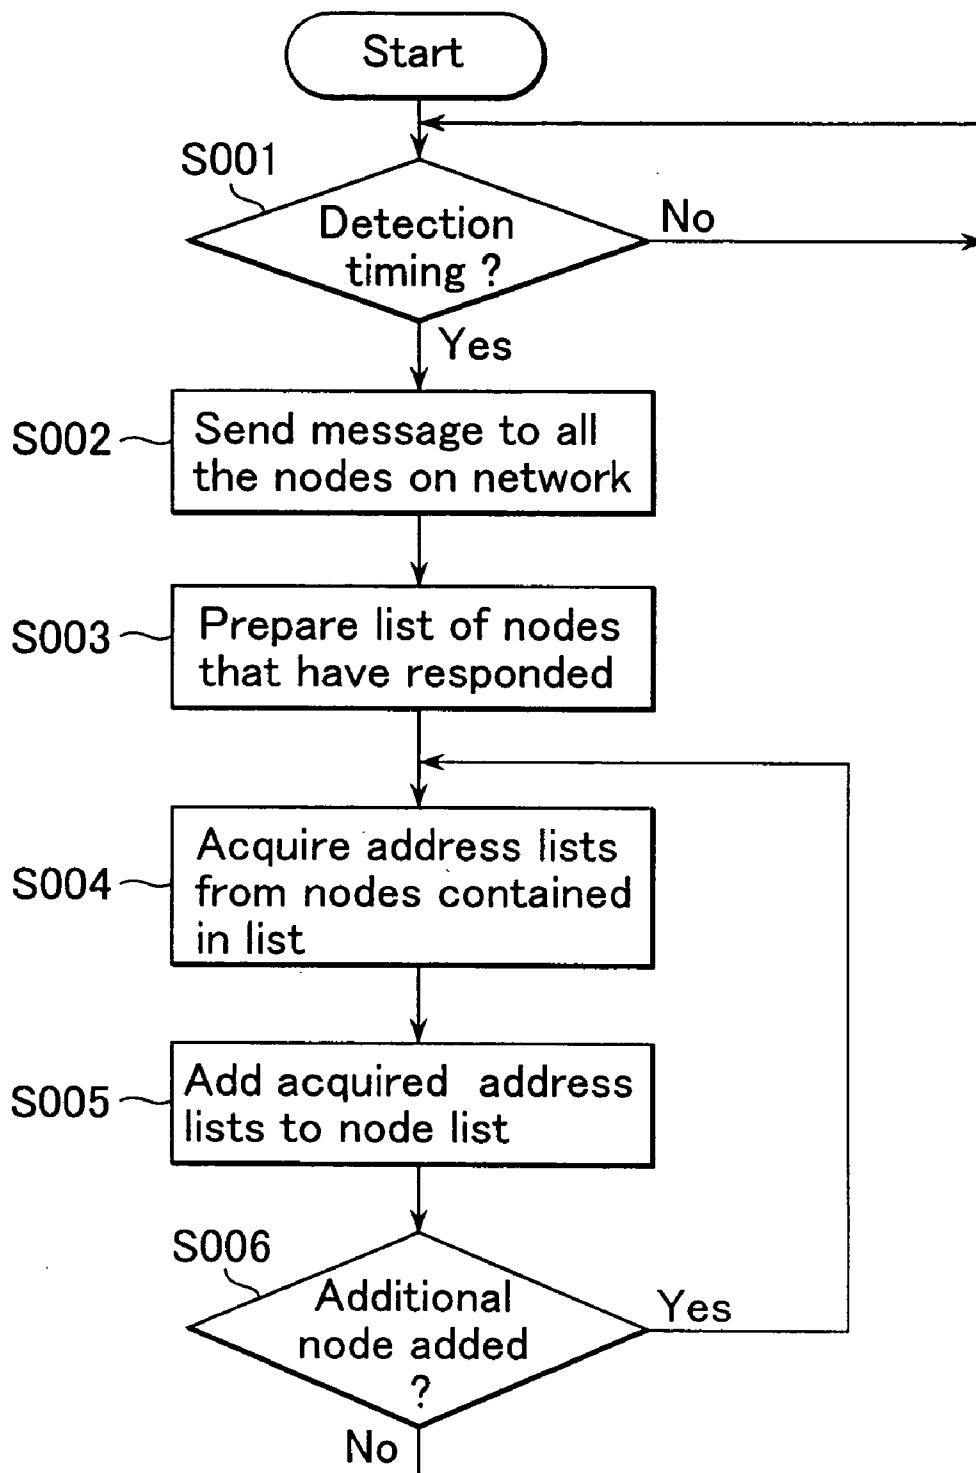 Start
S001
Detection
timing ?
No
Yes
S002
Send message to all
the nodes on network
S003
Prepare list of nodes
that have responded
S004
Acquire address lists
from nodes contained
in list
S005
Add acquired address
lists to node list
S006
Additional
node added
?
Yes
No